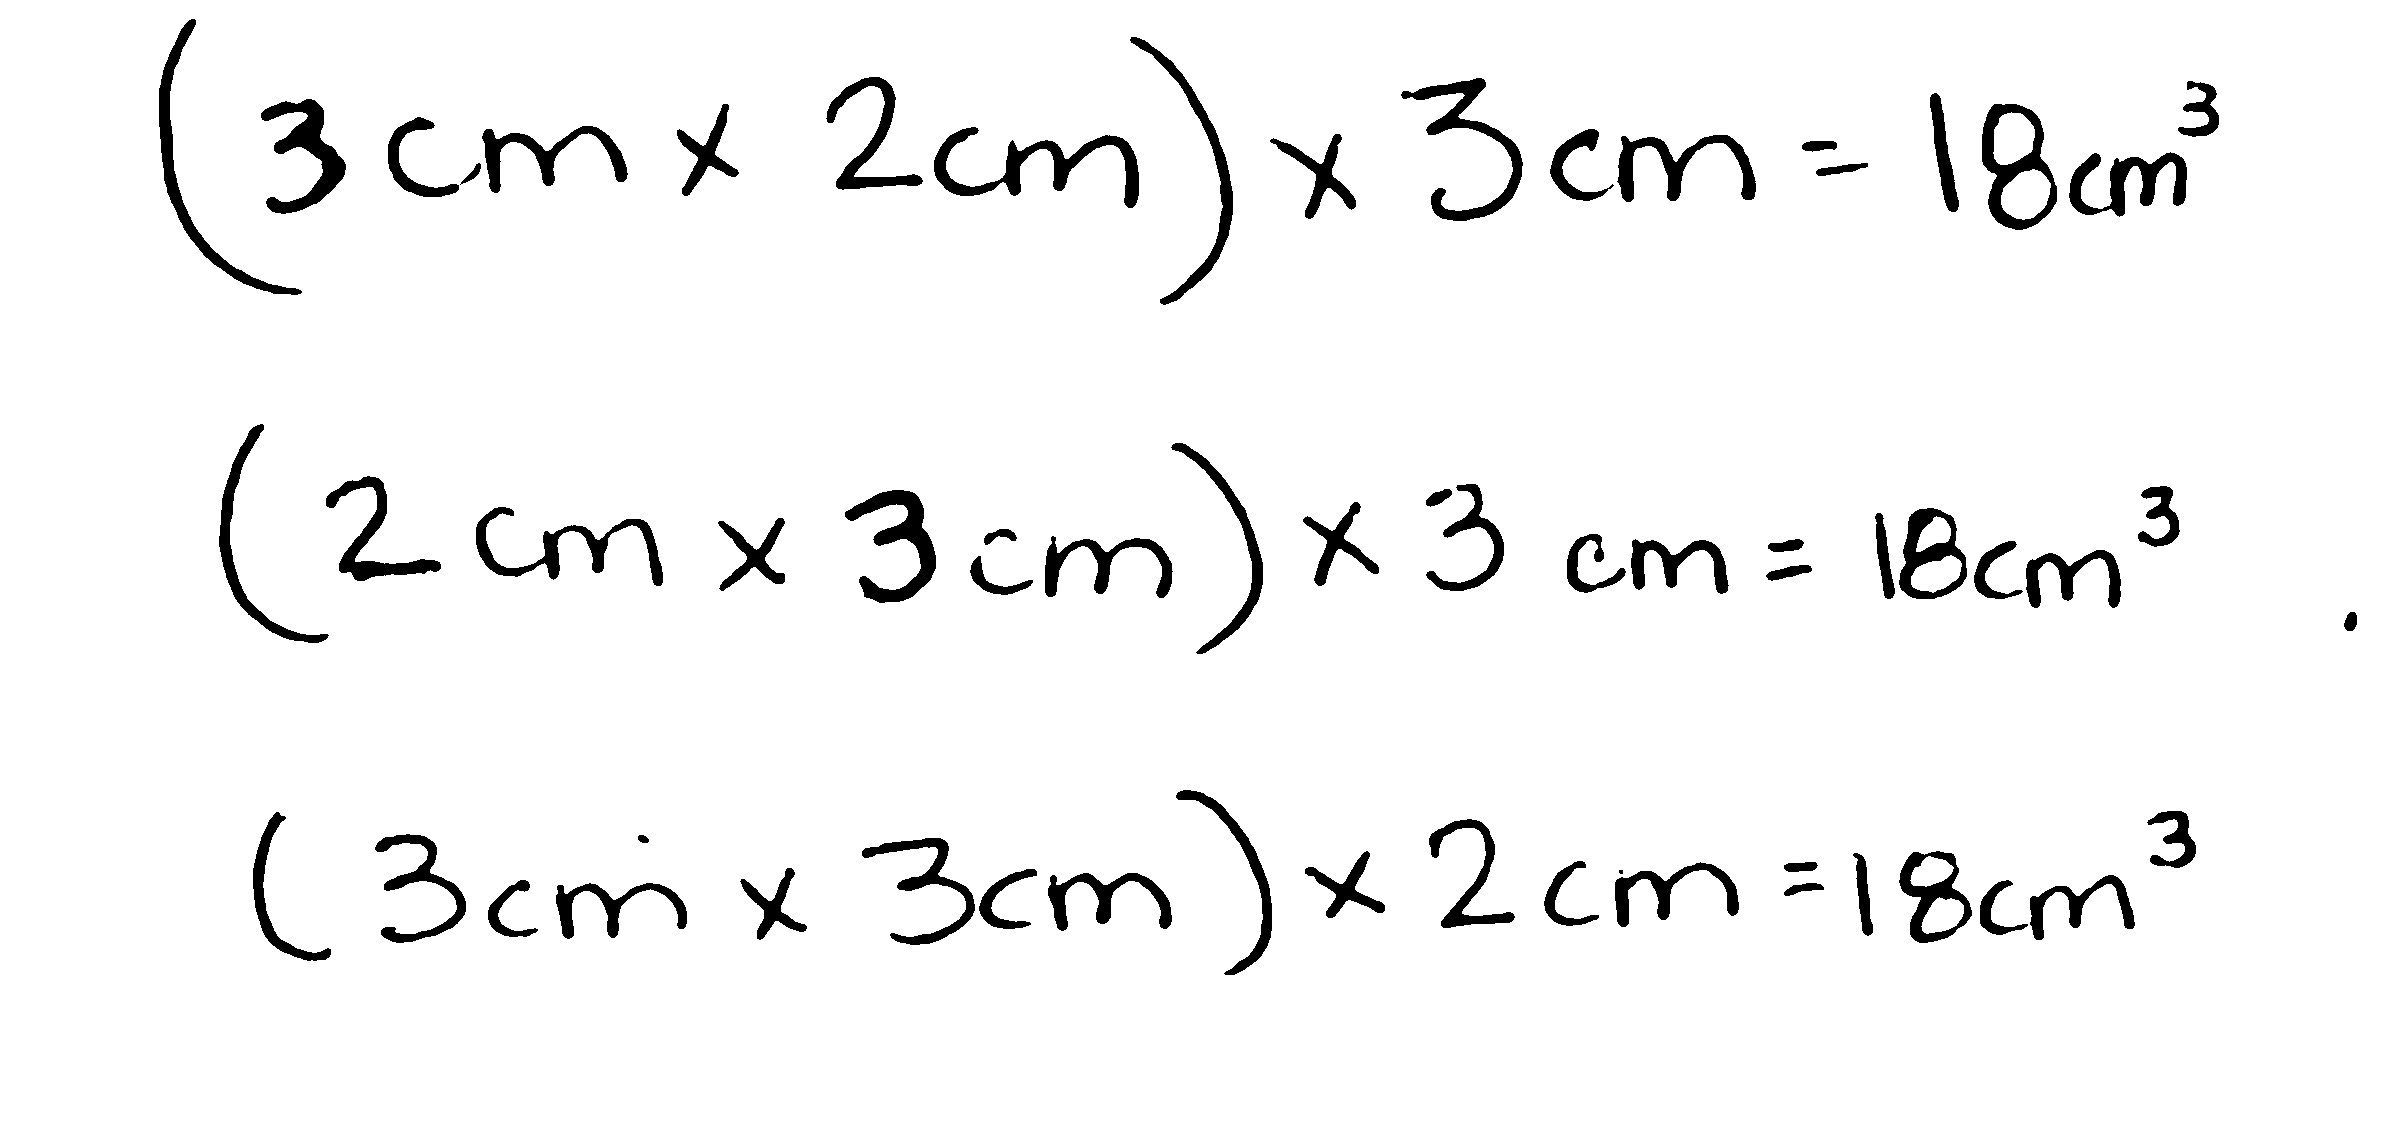 (3cm x 2cm) x 3cm = 18cm³
(2cm x 3cm) x 3cm = 18cm³
(3cm x 3cm) x 2cm = 18cm³